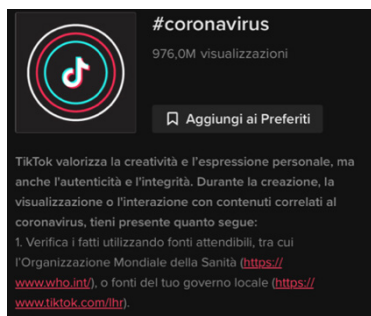 #coronavirus
976,0M visualizzazioni
Aggiungi ai Preferiti
TikTok valorizza la creatività e l'espressione personale, ma
anche l'autenticità e l'integrità. Durante la creazione, la
visualizzazione o l'interazione con contenuti correlati al
coronavirus, tieni presente quanto segue:
1. Verifica i fatti utilizzando fonti attendibili, tra cui
l'Organizzazione Mondiale della Sanità (https://
www.who.int/), o fonti del tuo governo locale (https://
www.tiktok.com/lhr).